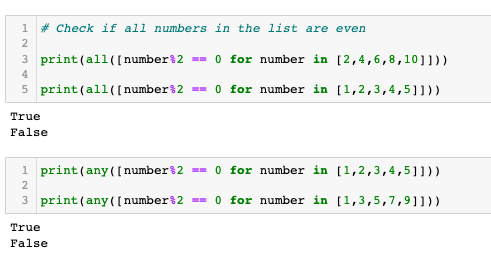 1 # Check if all numbers in the list are even
2
3 print(all([number%2 == 0 for number in [2,4,6,8,10]]))
4
5 print(all([number%2 == 0 for number in [1,2,3,4,5]]))
True
False
1 print(any([number%2 == 0 for number in [1,2,3,4,5]]))
2
3 print(any([number%2 == 0 for number in [1,3,5,7,9]]))
True
False